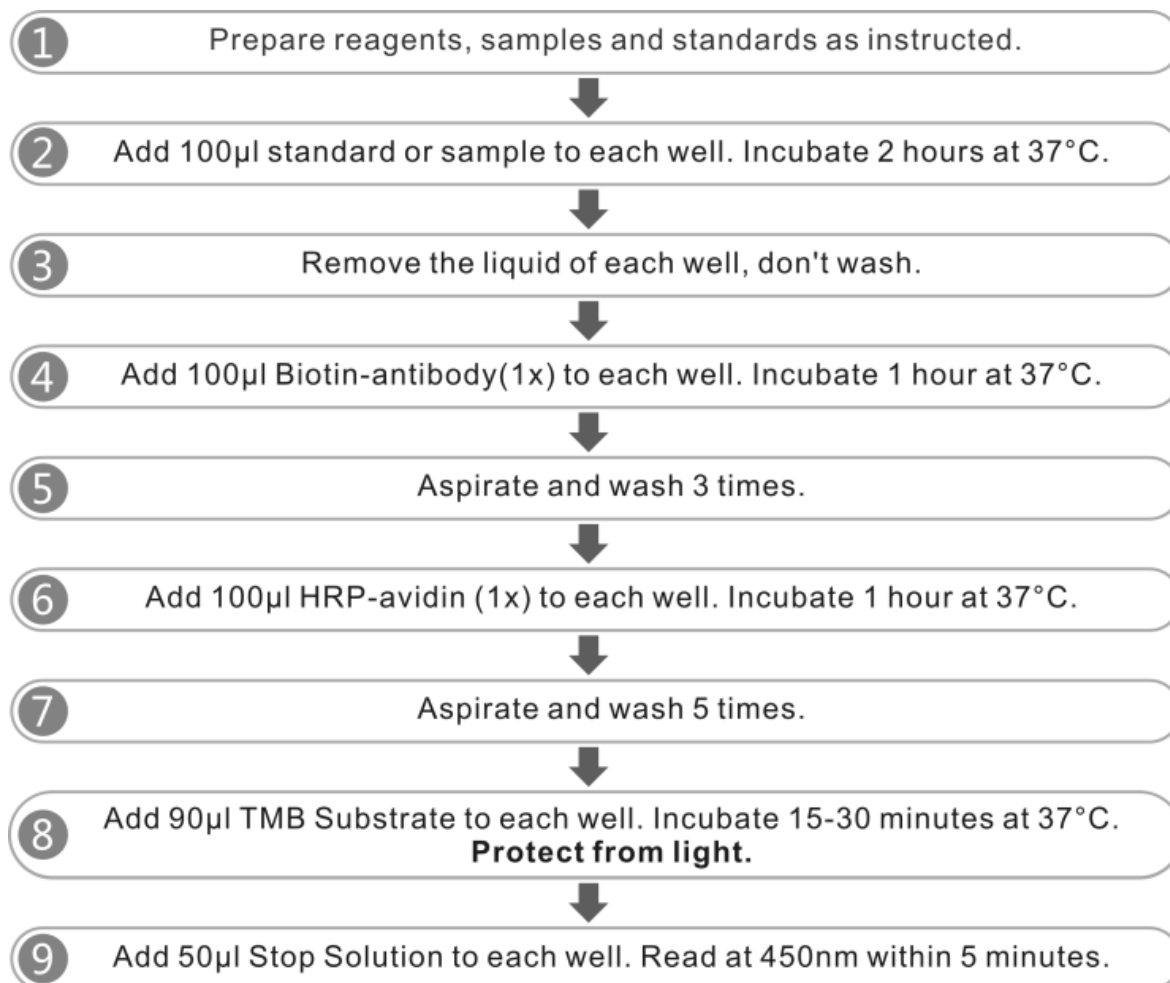 1 Prepare reagents, samples and standards as instructed.
2 Add 100μl standard or sample to each well. Incubate 2 hours at 37°C.
3 Remove the liquid of each well, don't wash.
4 Add 100μl Biotin-antibody(1x) to each well. Incubate 1 hour at 37°C.
5 Aspirate and wash 3 times.
6 Add 100μl HRP-avidin (1x) to each well. Incubate 1 hour at 37°C.
7 Aspirate and wash 5 times.
8 Add 90μl TMB Substrate to each well. Incubate 15-30 minutes at 37°C.
Protect from light.
9 Add 50μl Stop Solution to each well. Read at 450nm within 5 minutes.